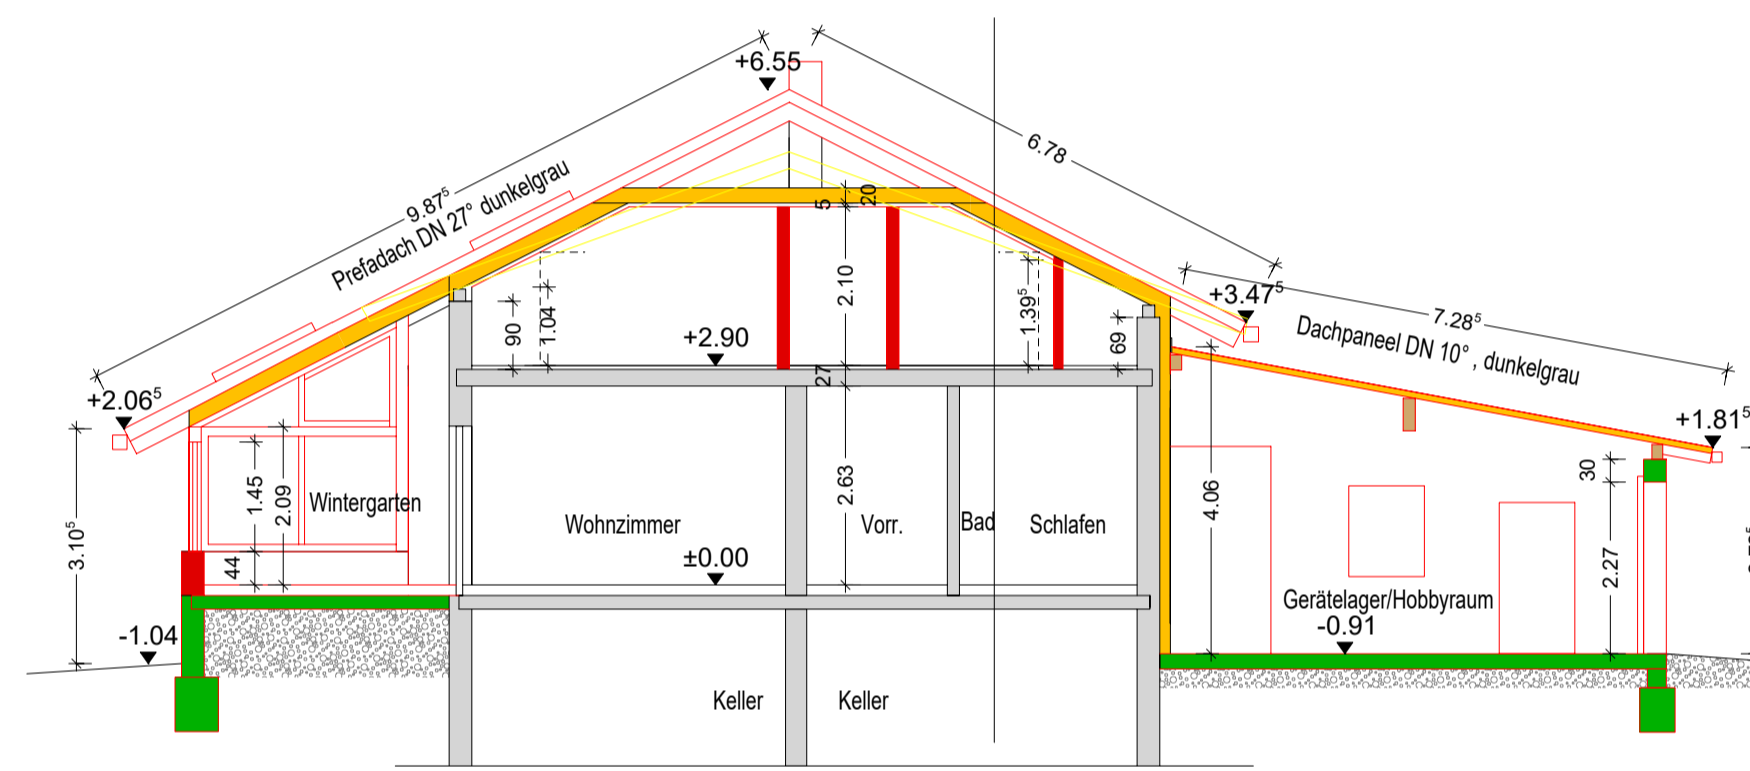 +6.55
6.78
9.87⁵
Prefadach DN 27° dunkelgrau
5
20
2.10
1.39⁵
+3.47⁵
7.28⁵
Dachpaneel DN 10° , dunkelgrau
90
1.04
+2.90
69
+2.06⁵
+1.81⁵
27
1.45
2.09
Wintergarten
2.63
4.06
30
3.10⁵
Wohnzimmer
Vorr.
Bad
Schlafen
44
±0.00
2.27
Gerätelager/Hobbyraum
-0.91
-1.04
Keller
Keller